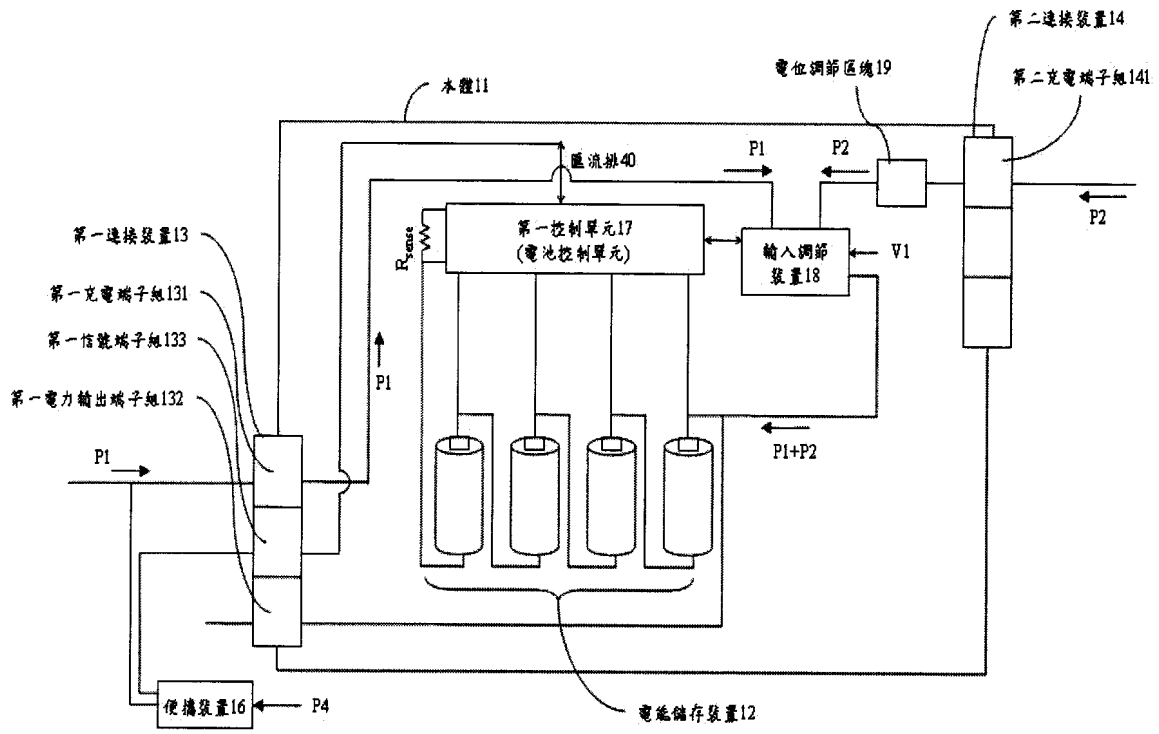 第二連接裝置14
電位調節區塊19
第二充電端子組141
本體11
P1
P2
匯流排40
P2
第一連接裝置13
Rsense
第一控制單元17
(電池控制單元)
輸入調節
裝置18
V1
第一充電端子組131
第一信號端子組133
P1
第一電力輸出端子組132
P1+P2
P1
便攜裝置16
P4
電能儲存裝置12